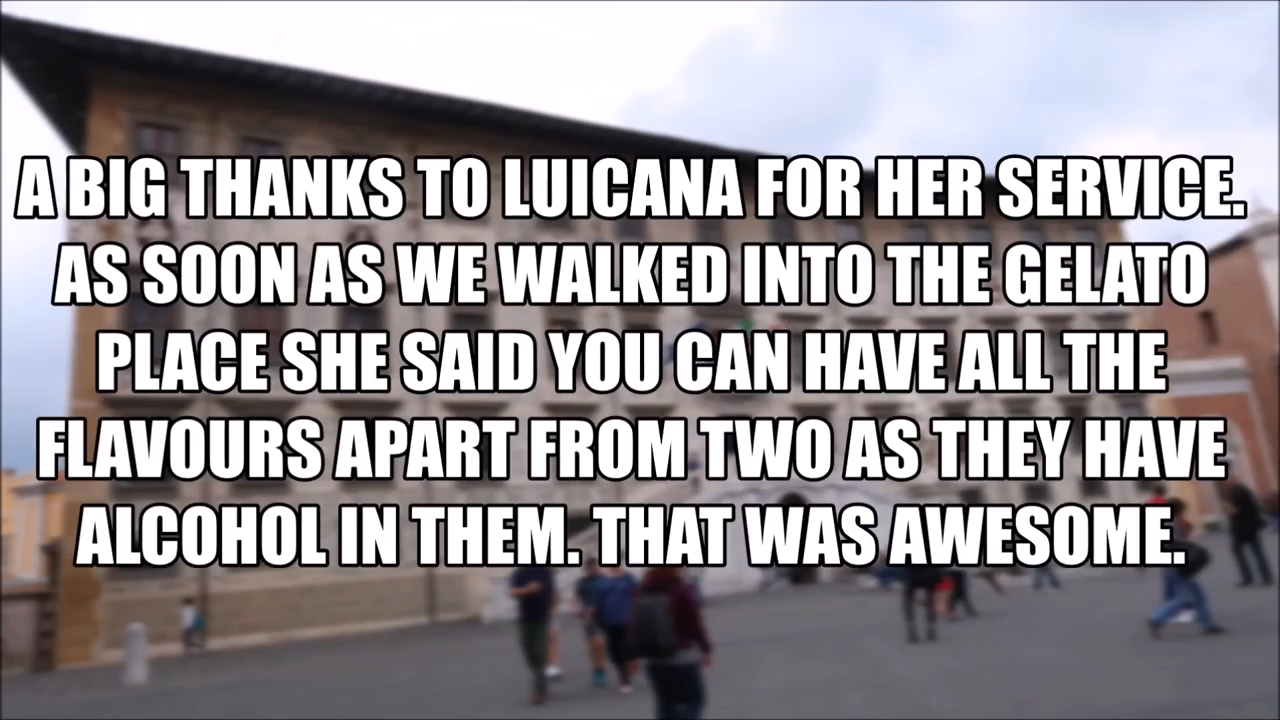 A BIG THANKS TO LUICANA FOR HER SERVICE.
AS SOON AS WE WALKED INTO THE GELATO
PLACE SHE SAID YOU CAN HAVE ALL THE
FLAVOURS APART FROM TWO AS THEY HAVE
ALCOHOL IN THEM. THAT WAS AWESOME.